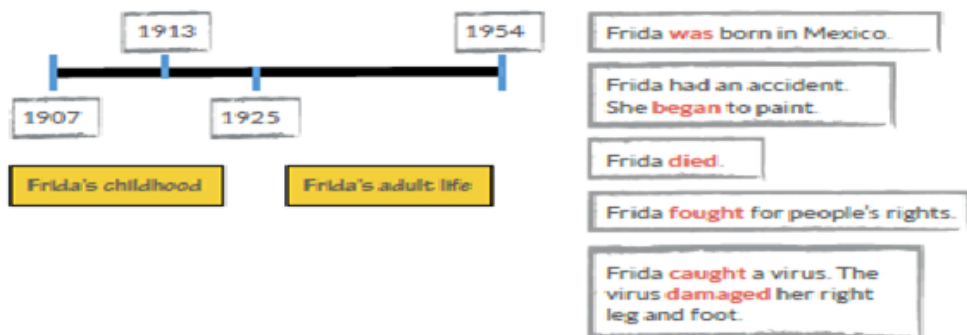 1913
1954
1907
1925
Frida's childhood
Frida's adult life
Frida was born in Mexico.
Frida had an accident.
She began to paint.
Frida died.
Frida fought for people's rights.
Frida caught a virus. The
virus damaged her right
leg and foot.